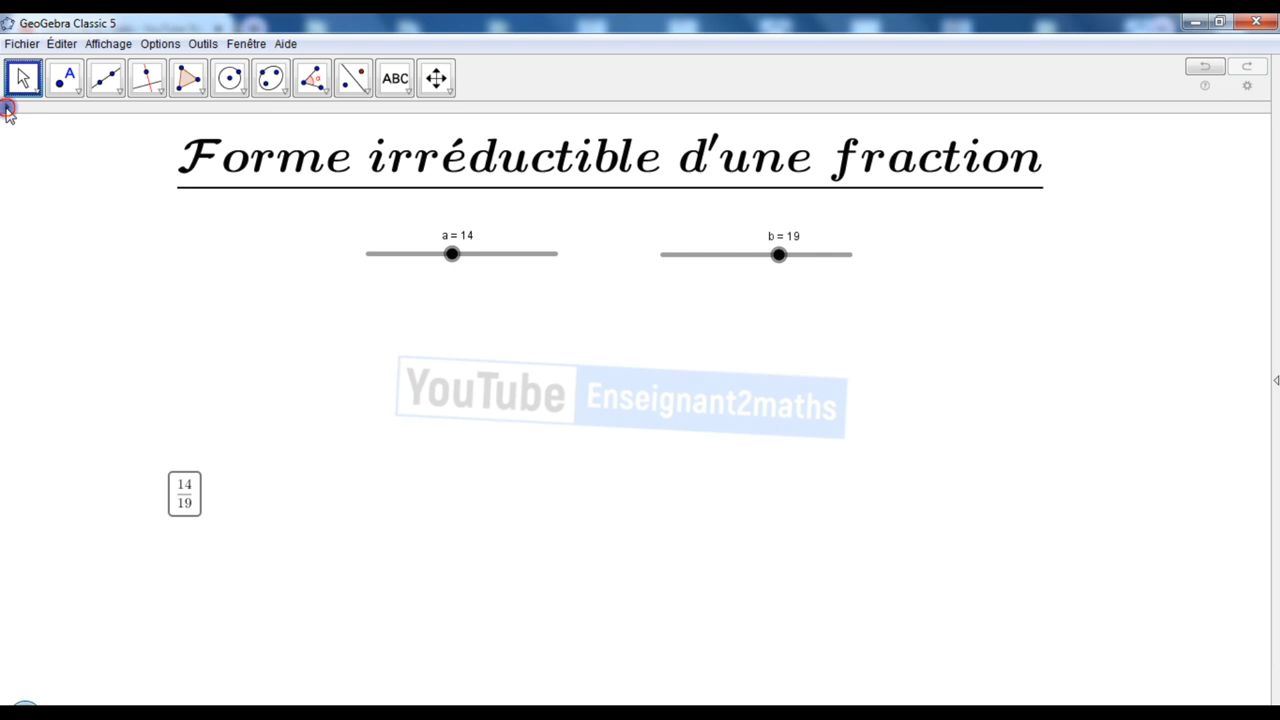 GeoGebra Classic 5
Fichier Éditer Affichage Options Outils Fenêtre Aide
A
ABC
Forme irréductible d'une fraction
a = 14
b = 19
YouTube Enseignant2maths
14
19